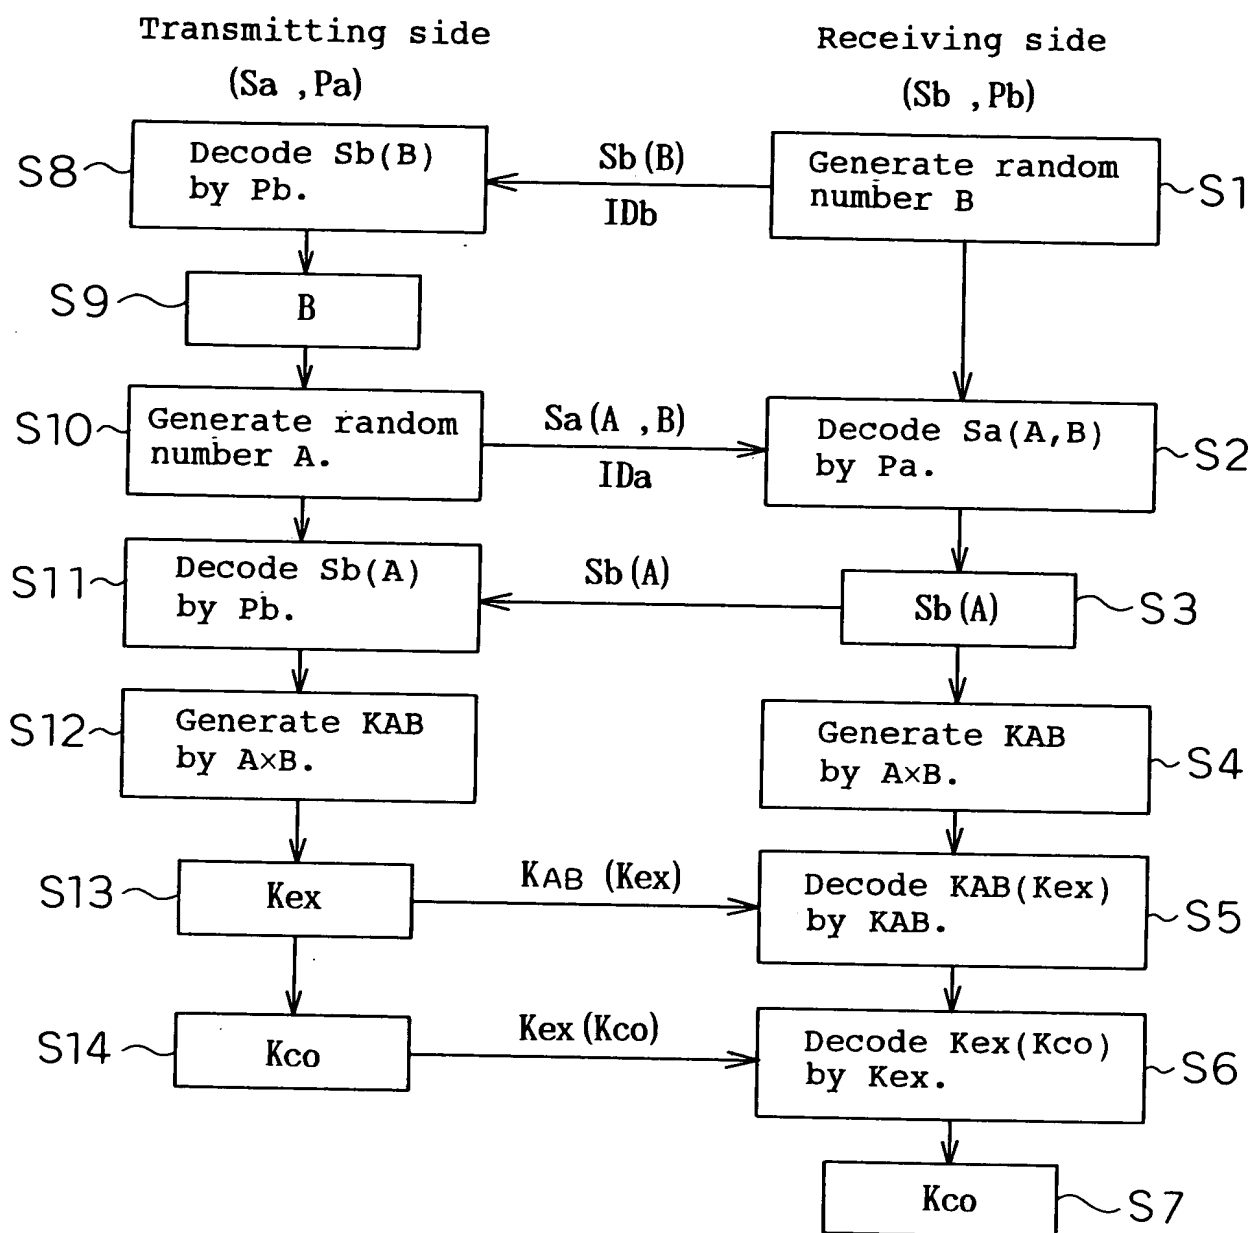 Transmitting side
Receiving side
(Sa ,Pa)
(Sb ,Pb)
S8
Decode Sb(B)
by Pb.
Sb(B)
IDb
Generate random
number B
S1
S9
B
S10
Generate random
number A.
Sa(A ,B)
IDa
Decode Sa(A,B)
by Pa.
S2
S11
Decode Sb(A)
by Pb.
Sb(A)
Sb(A)
S3
S12
Generate KAB
by A×B.
Generate KAB
by A×B.
S4
S13
Kex
KAB (Kex)
Decode KAB(Kex)
by KAB.
S5
S14
Kco
Kex(Kco)
Decode Kex(Kco)
by Kex.
S6
Kco
S7